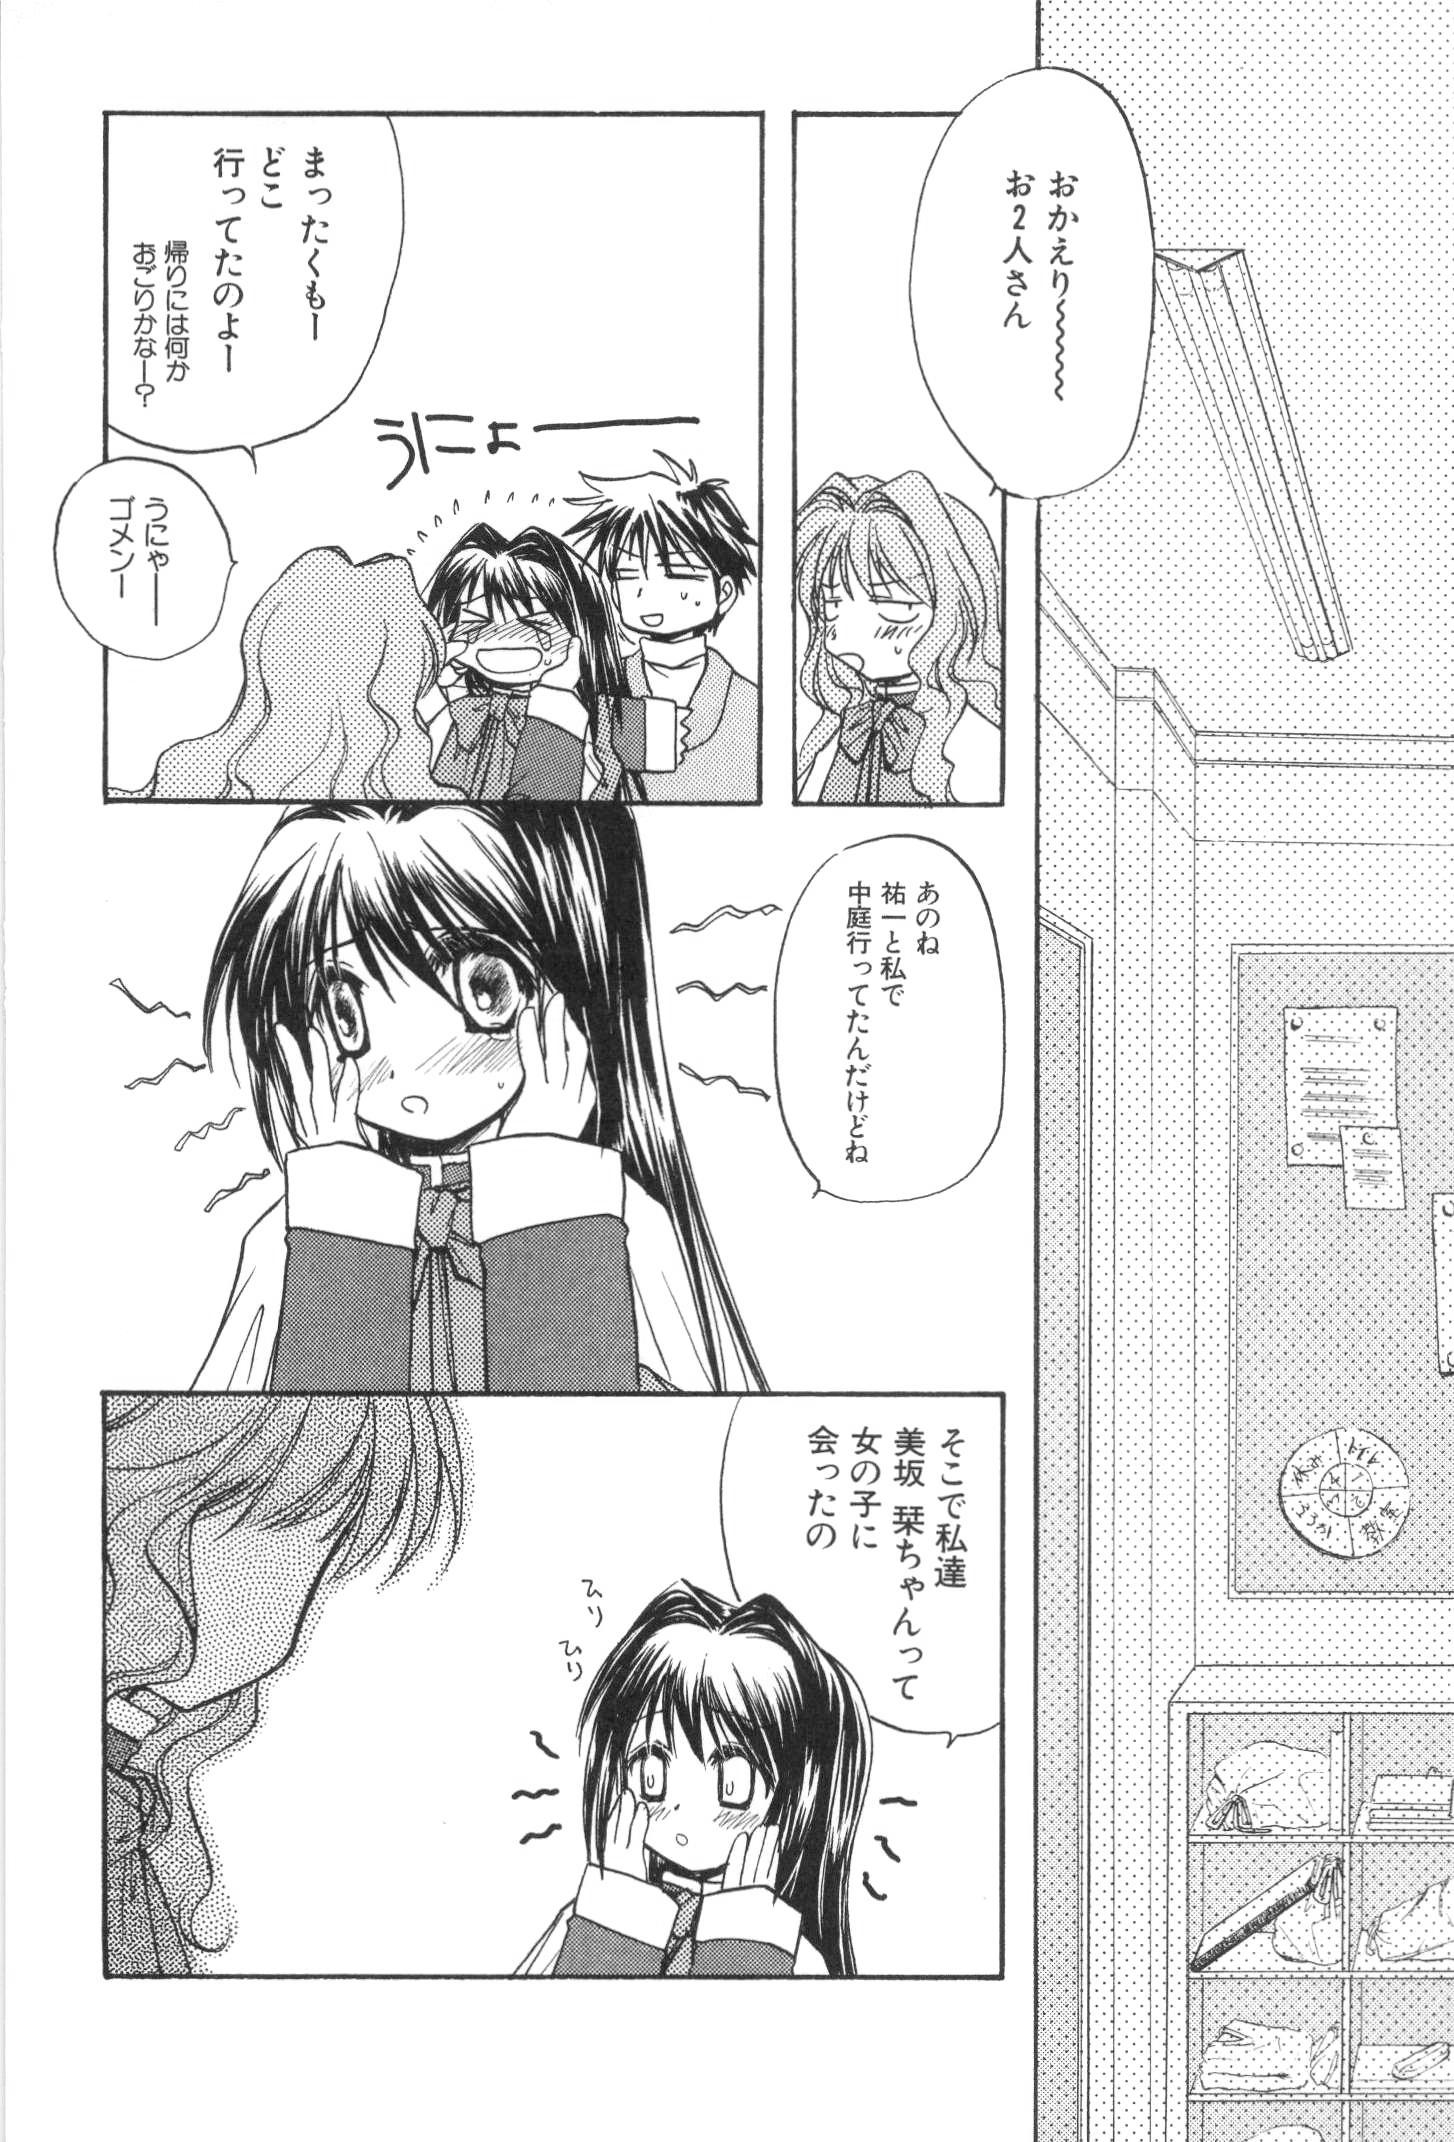 おかえり〜〜〜〜
お2人さん
まったくもー
どこ
行ってたのよー
帰りには何か
おごりかなー?
うにょーーー
うにゃーー
ゴメンー
あのね
祐一と私で
中庭行ってたんだけどね
そこで私達
美坂 栞ちゃんって
女の子に
会ったの
ひり
ひり